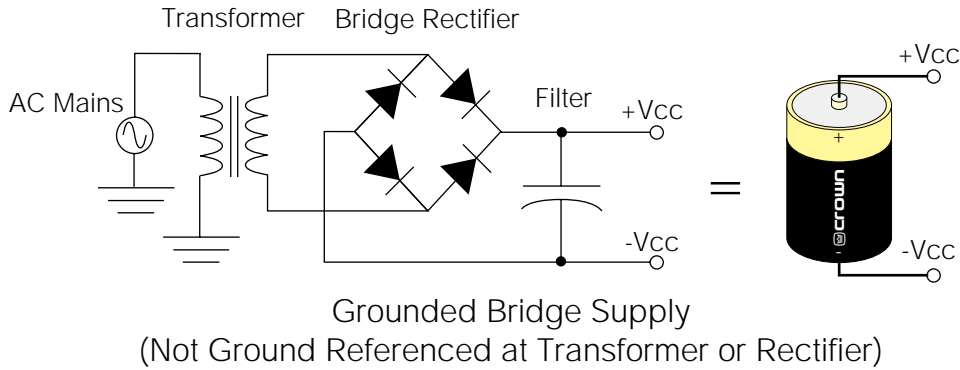 Transformer
Bridge Rectifier
AC Mains
Filter
+VCC
-VCC
=
+VCC
+
crown
-
-VCC
Grounded Bridge Supply
(Not Ground Referenced at Transformer or Rectifier)